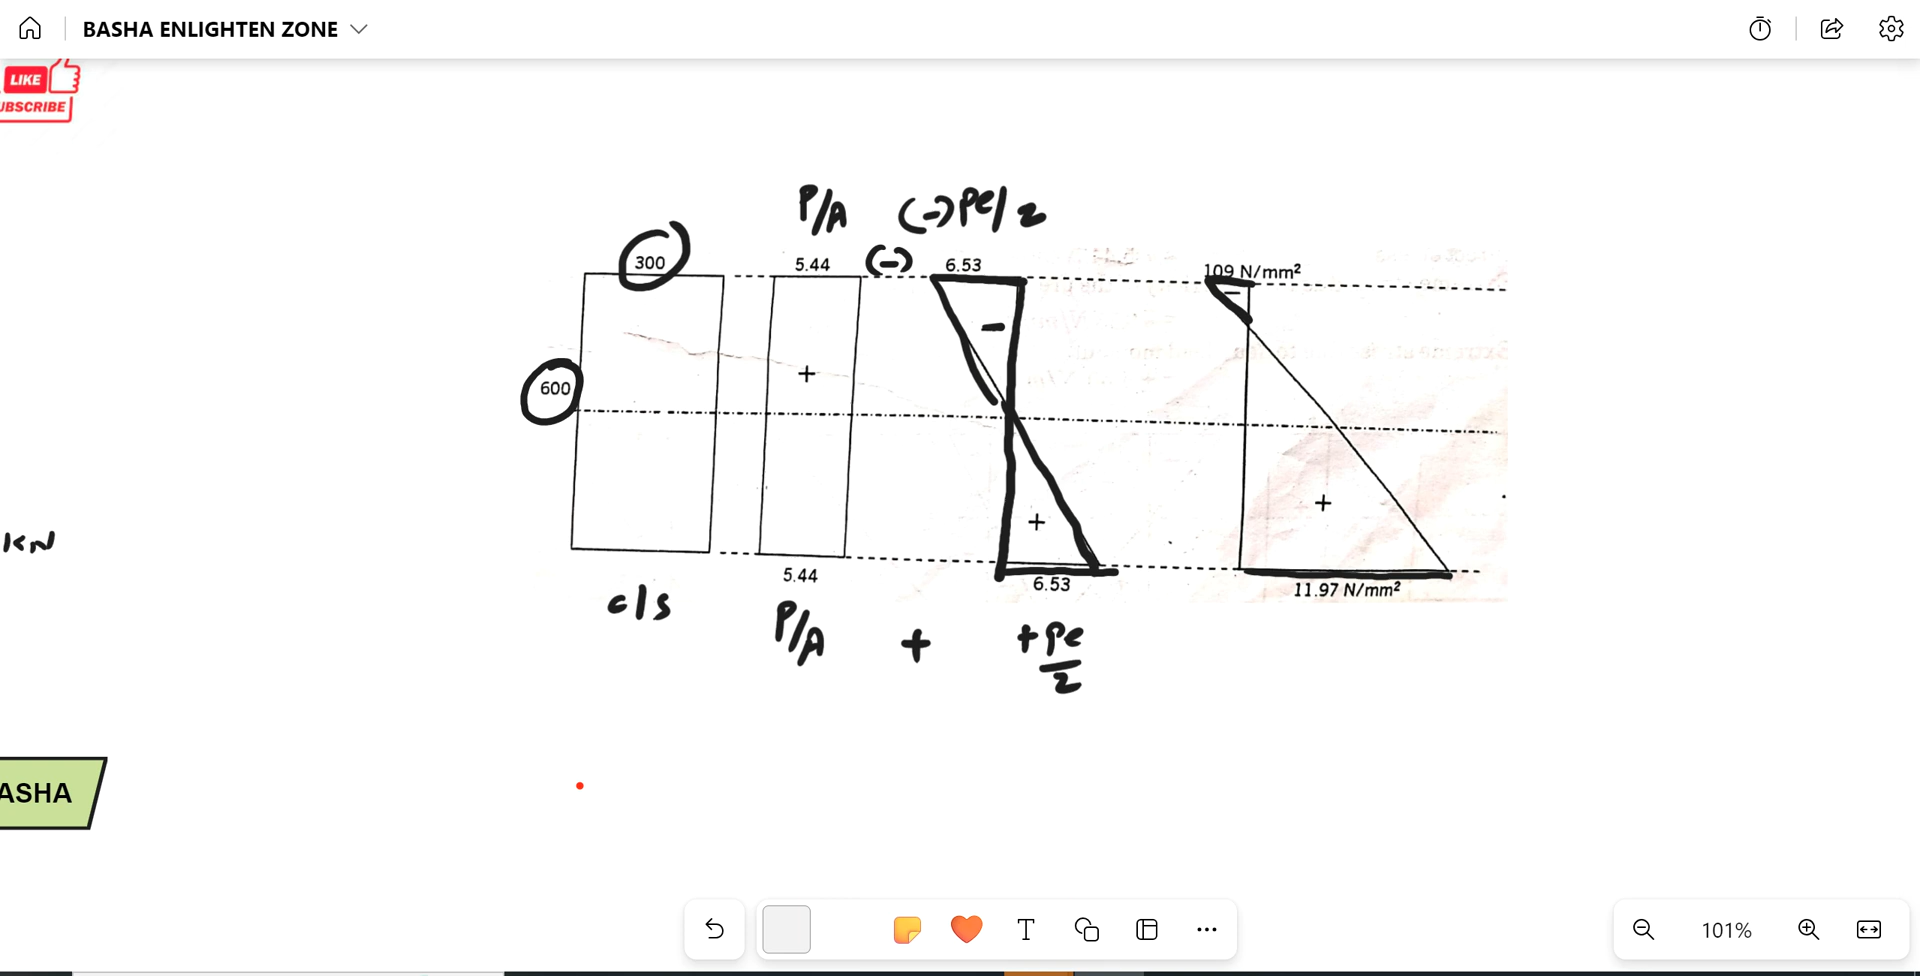 BASHA ENLIGHTEN ZONE
LIKE
UBSCRIBE
P/A (-) Pe/z
300 5.44 (-) 6.53 109 N/mm²
-
-
600
+
+
+
KN
5.44 6.53 11.97 N/mm²
c/s P/A + + Pe
z
ASHA
T
101%